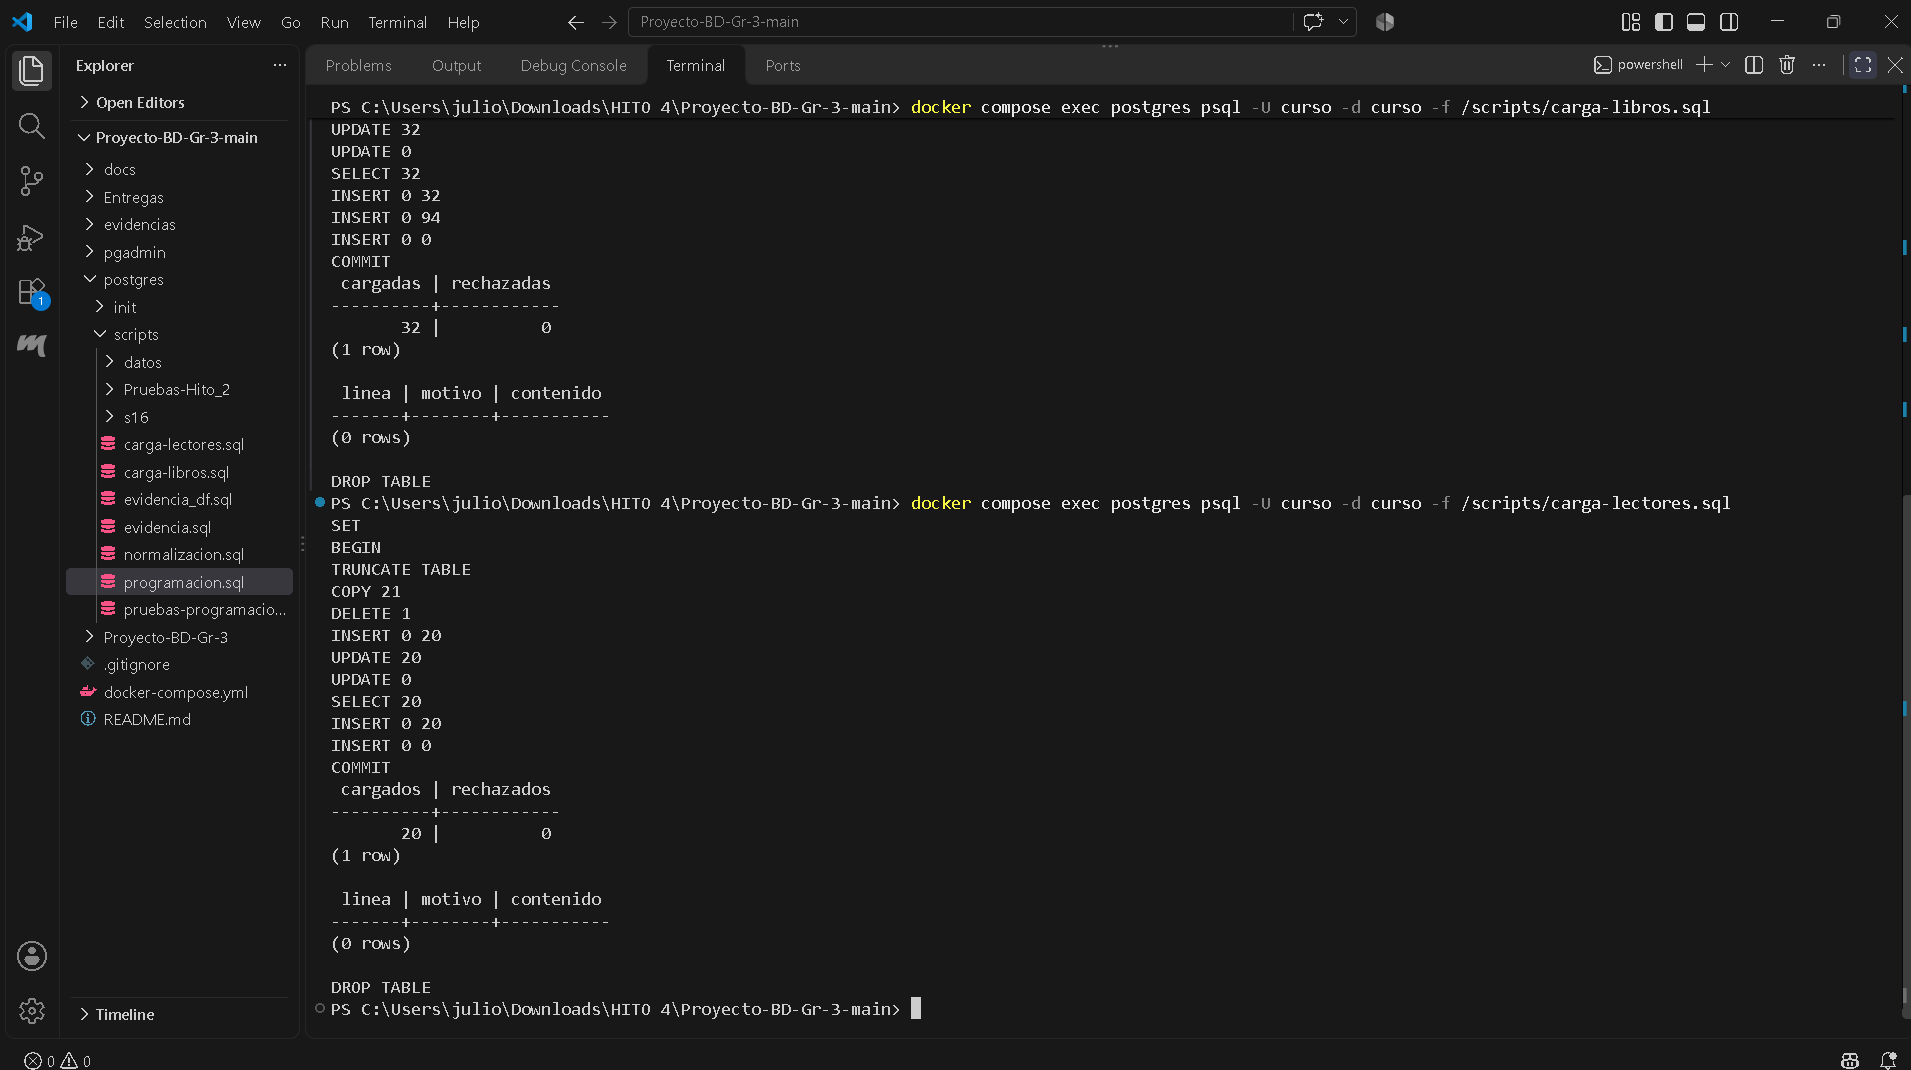 File Edit Selection View Go Run Terminal Help
Proyecto-BD-Gr-3-main
Explorer
Open Editors
Proyecto-BD-Gr-3-main
docs
Entregas
evidencias
pgadmin
postgres
init
scripts
datos
Pruebas-Hito_2
s16
carga-lectores.sql
carga-libros.sql
evidencia_df.sql
evidencia.sql
normalizacion.sql
programacion.sql
pruebas-programacio...
Proyecto-BD-Gr-3
.gitignore
docker-compose.yml
README.md
Timeline
1
Problems Output Debug Console Terminal Ports
powershell
PS C:\Users\julio\Downloads\HITO 4\Proyecto-BD-Gr-3-main> docker compose exec postgres psql -U curso -d curso -f /scripts/carga-libros.sql
UPDATE 32
UPDATE 0
SELECT 32
INSERT 0 32
INSERT 0 94
INSERT 0 0
COMMIT
 cargadas | rechazadas
----------+------------
       32 |          0
(1 row)
 linea | motivo | contenido
-------+--------+-----------
(0 rows)
DROP TABLE
PS C:\Users\julio\Downloads\HITO 4\Proyecto-BD-Gr-3-main> docker compose exec postgres psql -U curso -d curso -f /scripts/carga-lectores.sql
SET
BEGIN
TRUNCATE TABLE
COPY 21
DELETE 1
INSERT 0 20
UPDATE 20
UPDATE 0
SELECT 20
INSERT 0 20
INSERT 0 0
COMMIT
 cargados | rechazados
----------+------------
       20 |          0
(1 row)
 linea | motivo | contenido
-------+--------+-----------
(0 rows)
DROP TABLE
PS C:\Users\julio\Downloads\HITO 4\Proyecto-BD-Gr-3-main>
0 0